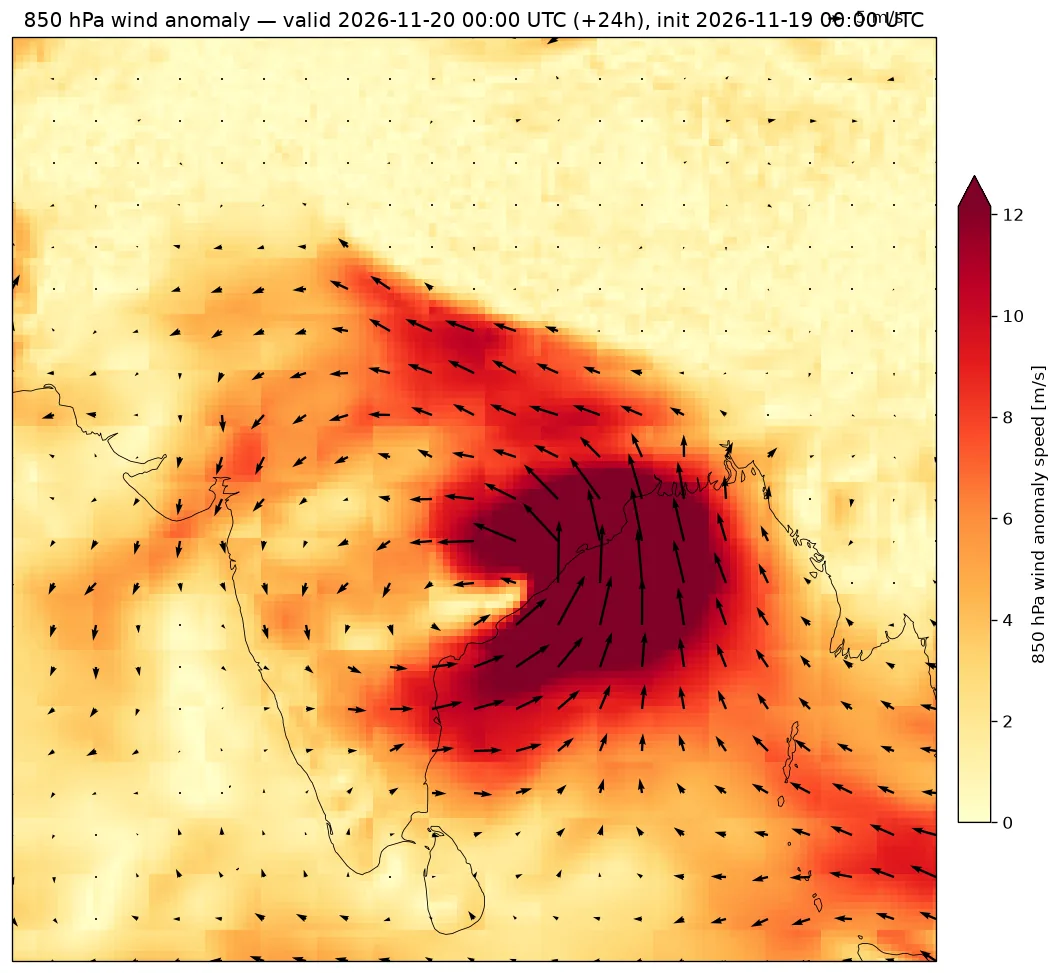 850 hPa wind anomaly — valid 2026-11-20 00:00 UTC (+24h), init 2026-11-19 00:00 UTC
5 m/s
12
10
8
6
4
2
0
850 hPa wind anomaly speed [m/s]